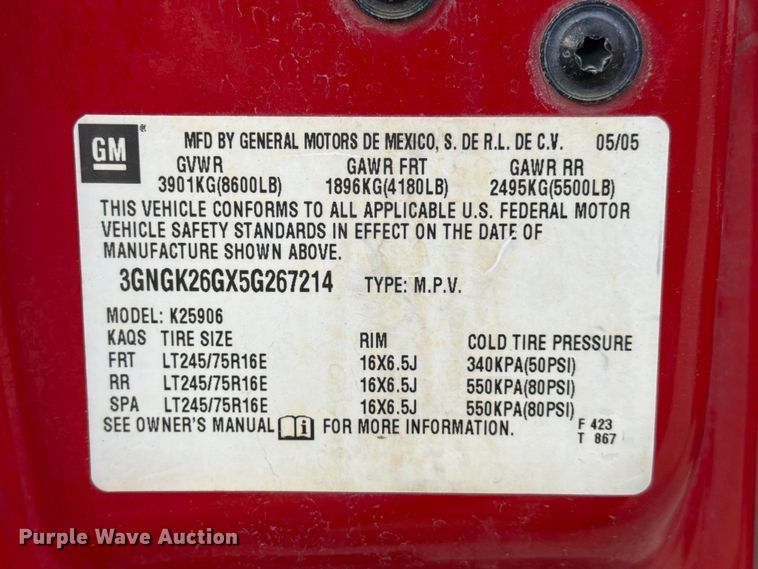 GM
®
MFD BY GENERAL MOTORS DE MEXICO, S. DE R.L. DE C.V. 05/05
GVWR GAWR FRT GAWR RR
3901KG(8600LB) 1896KG(4180LB) 2495KG(5500LB)
THIS VEHICLE CONFORMS TO ALL APPLICABLE U.S. FEDERAL MOTOR
VEHICLE SAFETY STANDARDS IN EFFECT ON THE DATE OF
MANUFACTURE SHOWN ABOVE.
3GNGK26GX5G267214 TYPE: M.P.V.
MODEL: K25906
KAQS TIRE SIZE RIM COLD TIRE PRESSURE
FRT LT245/75R16E 16X6.5J 340KPA(50PSI)
RR LT245/75R16E 16X6.5J 550KPA(80PSI)
SPA LT245/75R16E 16X6.5J 550KPA(80PSI)
SEE OWNER'S MANUAL i FOR MORE INFORMATION.
F 423
T 867
Purple Wave Auction®